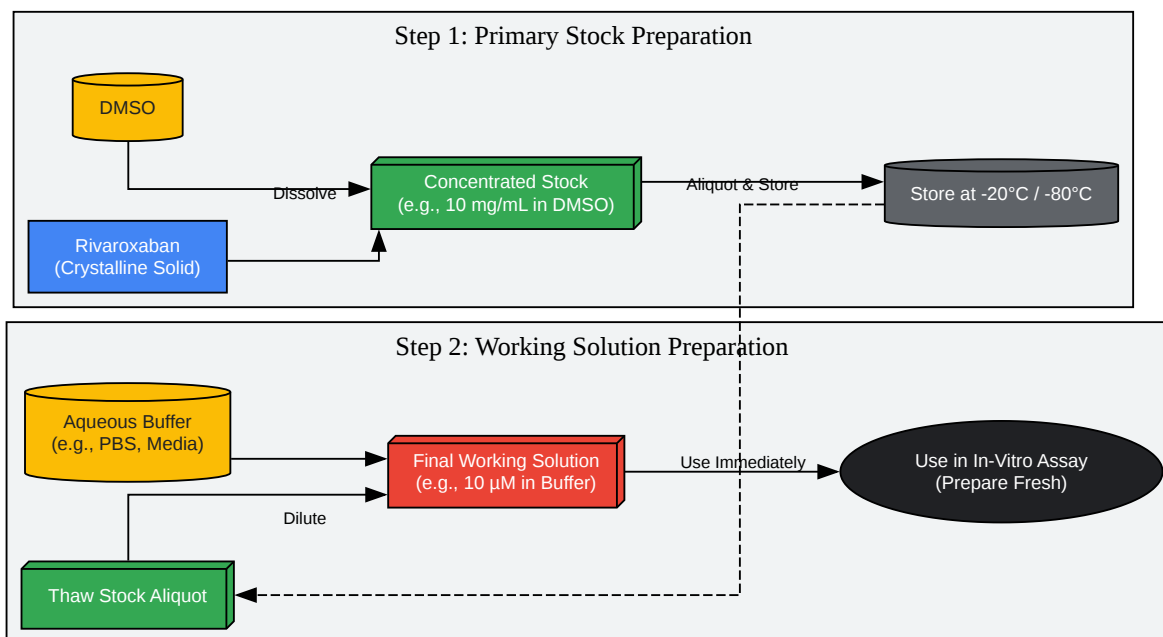 Step 1: Primary Stock Preparation
DMSO
Dissolve
Concentrated Stock
(e.g., 10 mg/mL in DMSO)
Aliquot & Store
Store at -20°C / -80°C
Rivaroxaban
(Crystalline Solid)
Step 2: Working Solution Preparation
Aqueous Buffer
(e.g., PBS, Media)
Final Working Solution
(e.g., 10 µM in Buffer)
Use Immediately
Use in In-Vitro Assay
(Prepare Fresh)
Dilute
Thaw Stock Aliquot